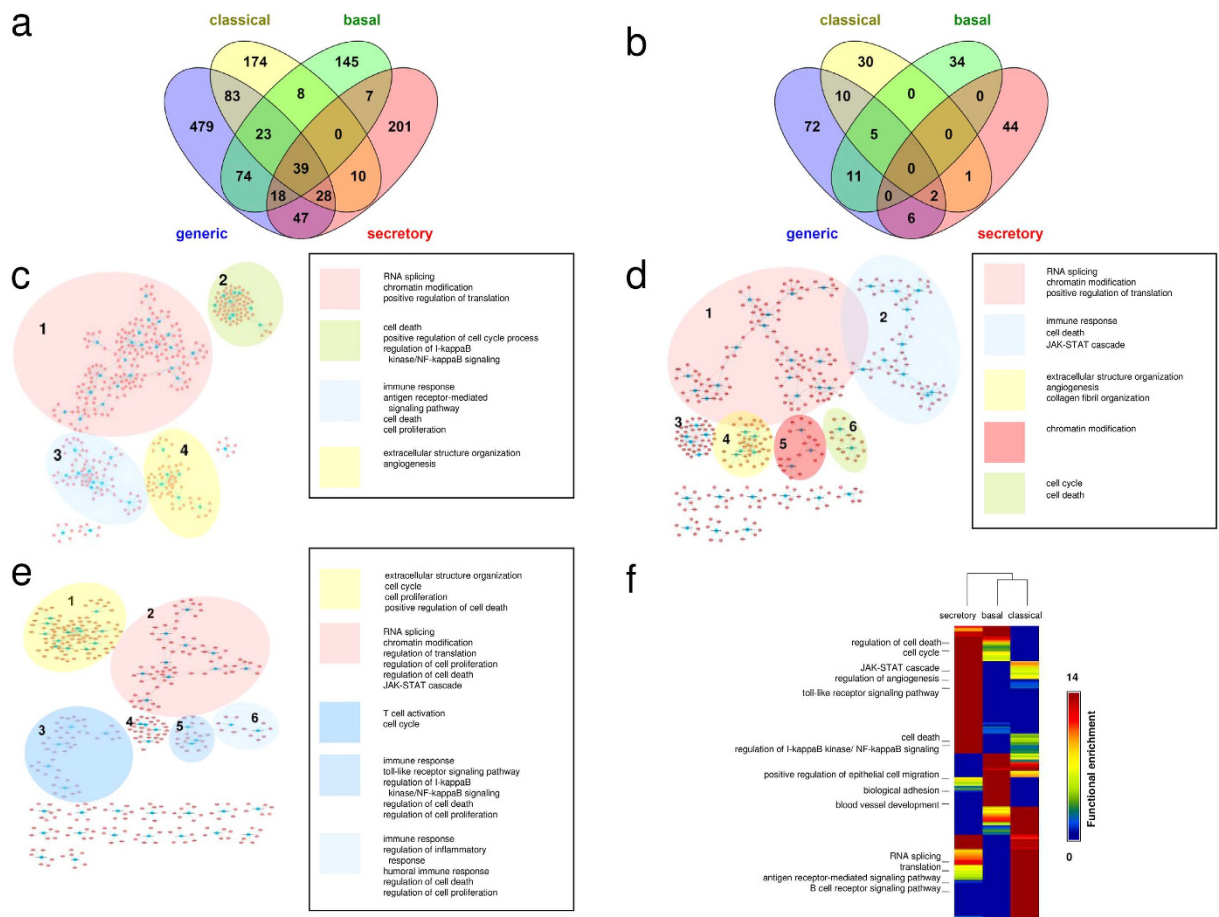 a
classical
basal
174
145
83
8
7
479
23
0
201
39
74
10
18
28
47
generic
secretory
b
classical
basal
30
34
10
0
0
72
5
0
44
0
11
1
0
2
6
generic
secretory
c
1
2
3
4
RNA splicing
chromatin modification
positive regulation of translation
cell death
positive regulation of cell cycle process
regulation of I-kappaB
kinase/NF-kappaB signaling
immune response
antigen receptor-mediated
signaling pathway
cell death
cell proliferation
extracellular structure organization
angiogenesis
d
1
2
3
4
5
6
RNA splicing
chromatin modification
positive regulation of translation
immune response
cell death
JAK-STAT cascade
extracellular structure organization
angiogenesis
collagen fibril organization
chromatin modification
cell cycle
cell death
e
1
2
3
4
5
6
extracellular structure organization
cell cycle
cell proliferation
positive regulation of cell death
RNA splicing
chromatin modification
regulation of translation
regulation of cell proliferation
regulation of cell death
JAK-STAT cascade
T cell activation
cell cycle
immune response
toll-like receptor signaling pathway
regulation of I-kappaB
kinase/NF-kappaB signaling
regulation of cell death
regulation of cell proliferation
immune response
regulation of inflammatory
response
humoral immune response
regulation of cell death
regulation of cell proliferation
f
secretory basal classical
regulation of cell death
cell cycle
JAK-STAT cascade
regulation of angiogenesis
toll-like receptor signaling pathway
cell death
regulation of I-kappaB kinase/ NF-kappaB signaling
positive regulation of epithelial cell migration
biological adhesion
blood vessel development
RNA splicing
translation
antigen receptor-mediated signaling pathway
B cell receptor signaling pathway
14
Functional enrichment
0